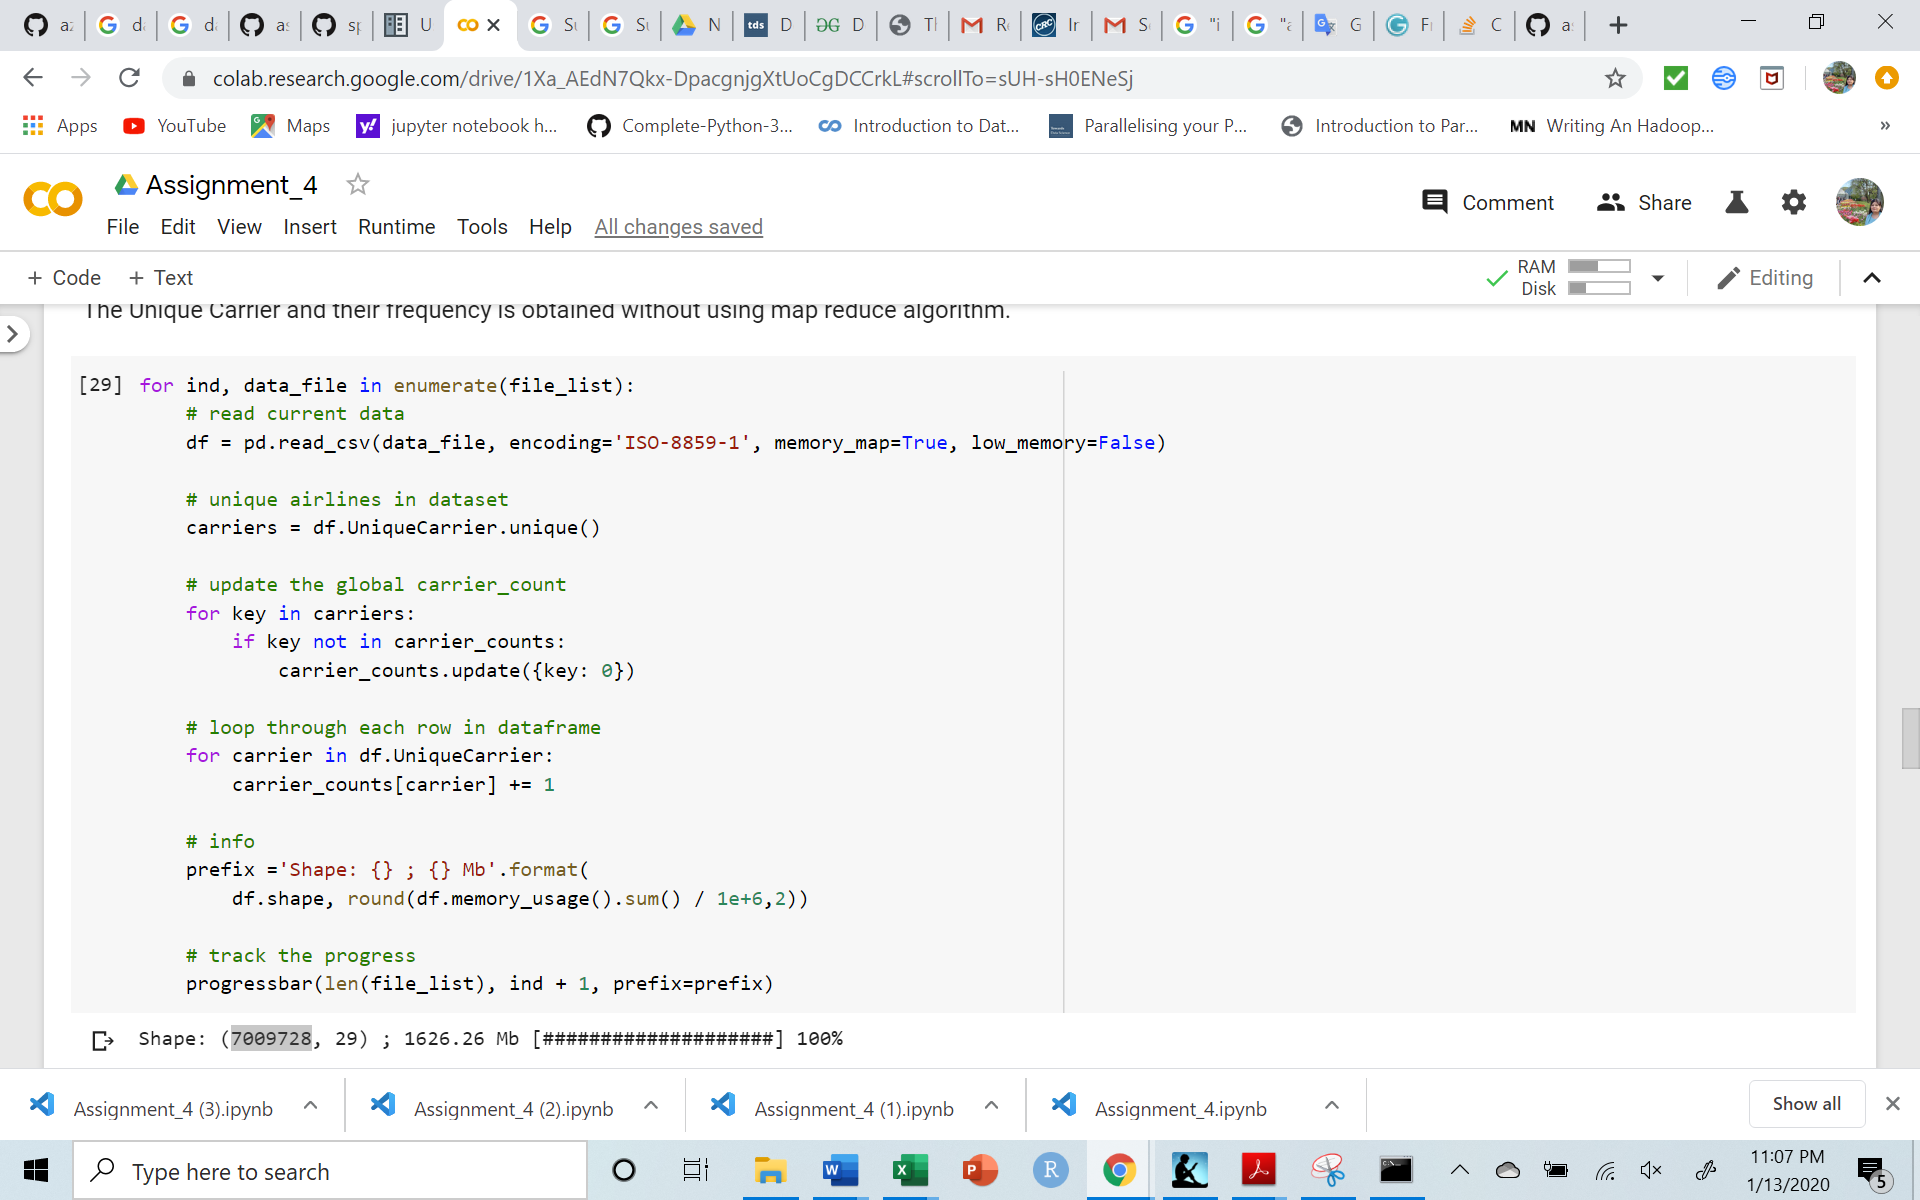 az
d
d
as
sp
U
Su
Su
N
tds D
D
Tl
Re
CRC Ir
S
"i
"a
G
Fi
C
a
colab.research.google.com/drive/1Xa_AEdN7Qkx-DpacgnjgXtUoCgDCCrkL#scrollTo=sUH-sH0ENeSj
Apps
YouTube
Maps
y! jupyter notebook h...
Complete-Python-3...
Introduction to Dat...
Parallelising your P...
Introduction to Par...
MN Writing An Hadoop...
»
Assignment_4
Comment
Share
File Edit View Insert Runtime Tools Help All changes saved
+ Code + Text
RAM
Disk
Editing
The Unique Carrier and their frequency is obtained without using map reduce algorithm.
[29] for ind, data_file in enumerate(file_list):
# read current data
df = pd.read_csv(data_file, encoding='ISO-8859-1', memory_map=True, low_memory=False)
# unique airlines in dataset
carriers = df.UniqueCarrier.unique()
# update the global carrier_count
for key in carriers:
if key not in carrier_counts:
carrier_counts.update({key: 0})
# loop through each row in dataframe
for carrier in df.UniqueCarrier:
carrier_counts[carrier] += 1
# info
prefix ='Shape: {} ; {} Mb'.format(
df.shape, round(df.memory_usage().sum() / 1e+6,2))
# track the progress
progressbar(len(file_list), ind + 1, prefix=prefix)
Shape: (7009728, 29) ; 1626.26 Mb [####################] 100%
Assignment_4 (3).ipynb
Assignment_4 (2).ipynb
Assignment_4 (1).ipynb
Assignment_4.ipynb
Show all
Type here to search
11:07 PM
1/13/2020
5